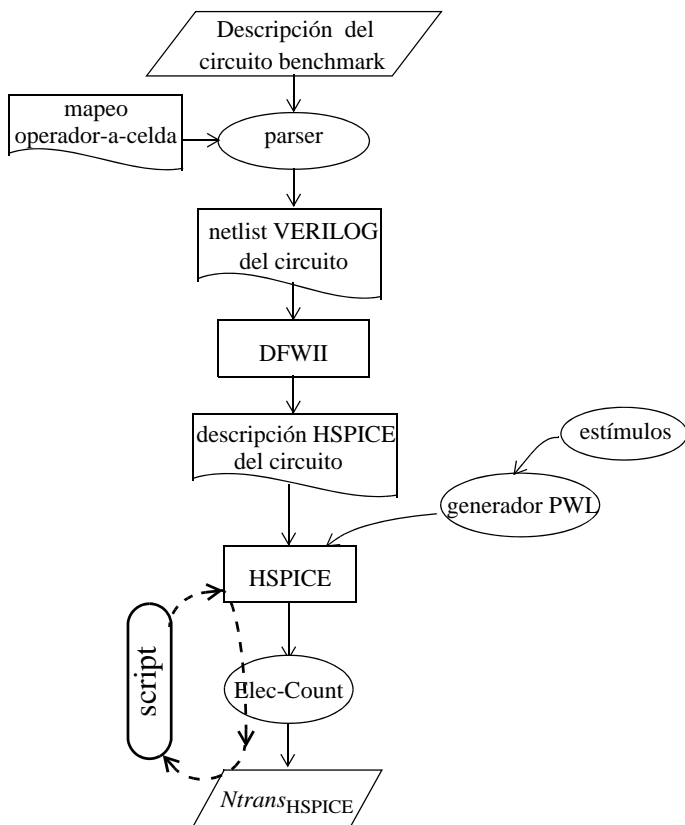 Descripción del
circuito benchmark
mapeo
operador-a-celda
parser
netlist VERILOG
del circuito
DFWII
descripción HSPICE
del circuito
estímulos
generador PWL
HSPICE
script
Elec-Count
NtransHSPICE